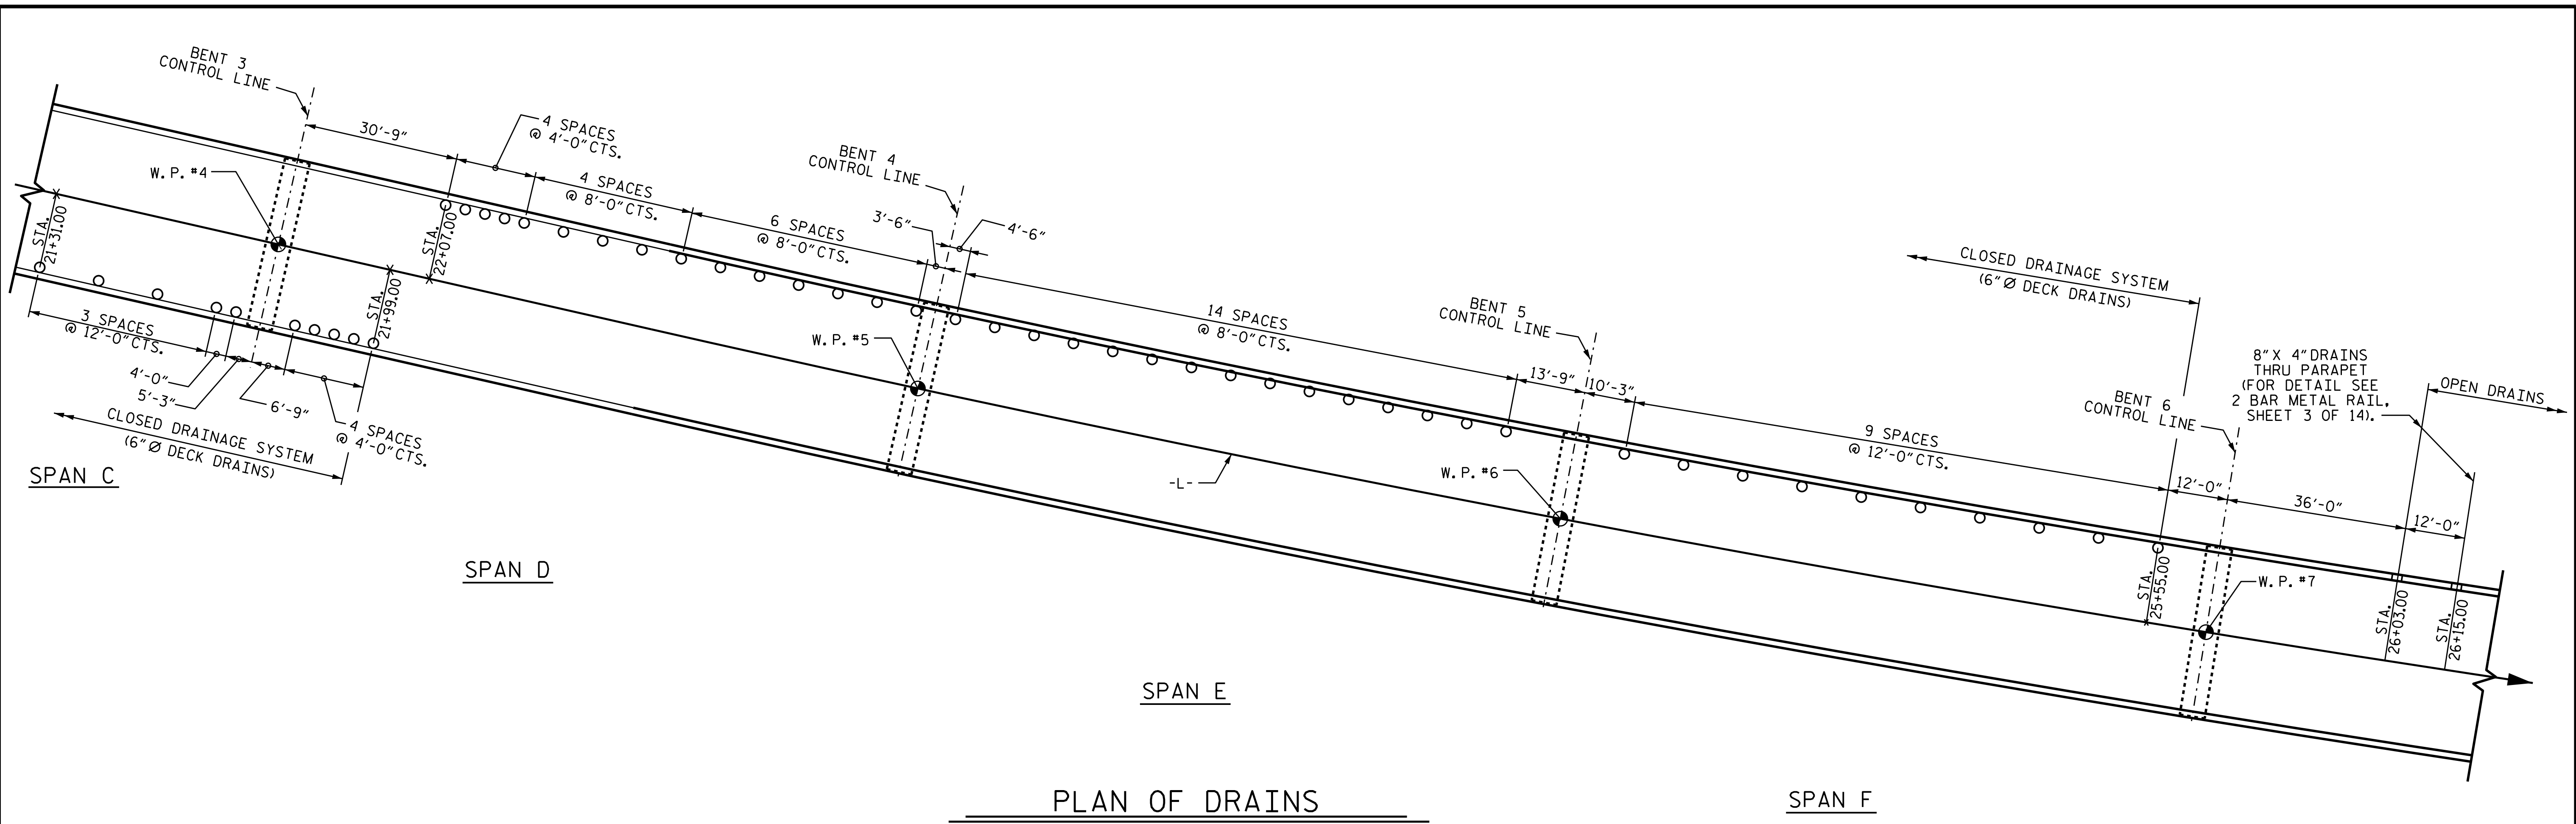 BENT 3
CONTROL LINE
30'-9"
4 SPACES
@ 4'-0"CTS.
4 SPACES
@ 8'-0"CTS.
6 SPACES
@ 8'-0"CTS.
BENT 4
CONTROL LINE
3'-6"
4'-6"
14 SPACES
@ 8'-0"CTS.
BENT 5
CONTROL LINE
13'-9"
10'-3"
9 SPACES
@ 12'-0"CTS.
CLOSED DRAINAGE SYSTEM
(6"Ø DECK DRAINS)
BENT 6
CONTROL LINE
12'-0"
36'-0"
12'-0"
8"X 4"DRAINS
THRU PARAPET
(FOR DETAIL SEE
2 BAR METAL RAIL,
SHEET 3 OF 14).
OPEN DRAINS
W.P.#4
STA.
21+31.00
STA.
22+07.00
STA.
21+99.00
3 SPACES
@ 12'-0"CTS.
4'-0"
5'-3"
6'-9"
4 SPACES
@ 4'-0"CTS.
CLOSED DRAINAGE SYSTEM
(6"Ø DECK DRAINS)
W.P.#5
-L-
W.P.#6
STA.
25+55.00
W.P.#7
STA.
26+03.00
STA.
26+15.00
SPAN C
SPAN D
SPAN E
SPAN F
PLAN OF DRAINS